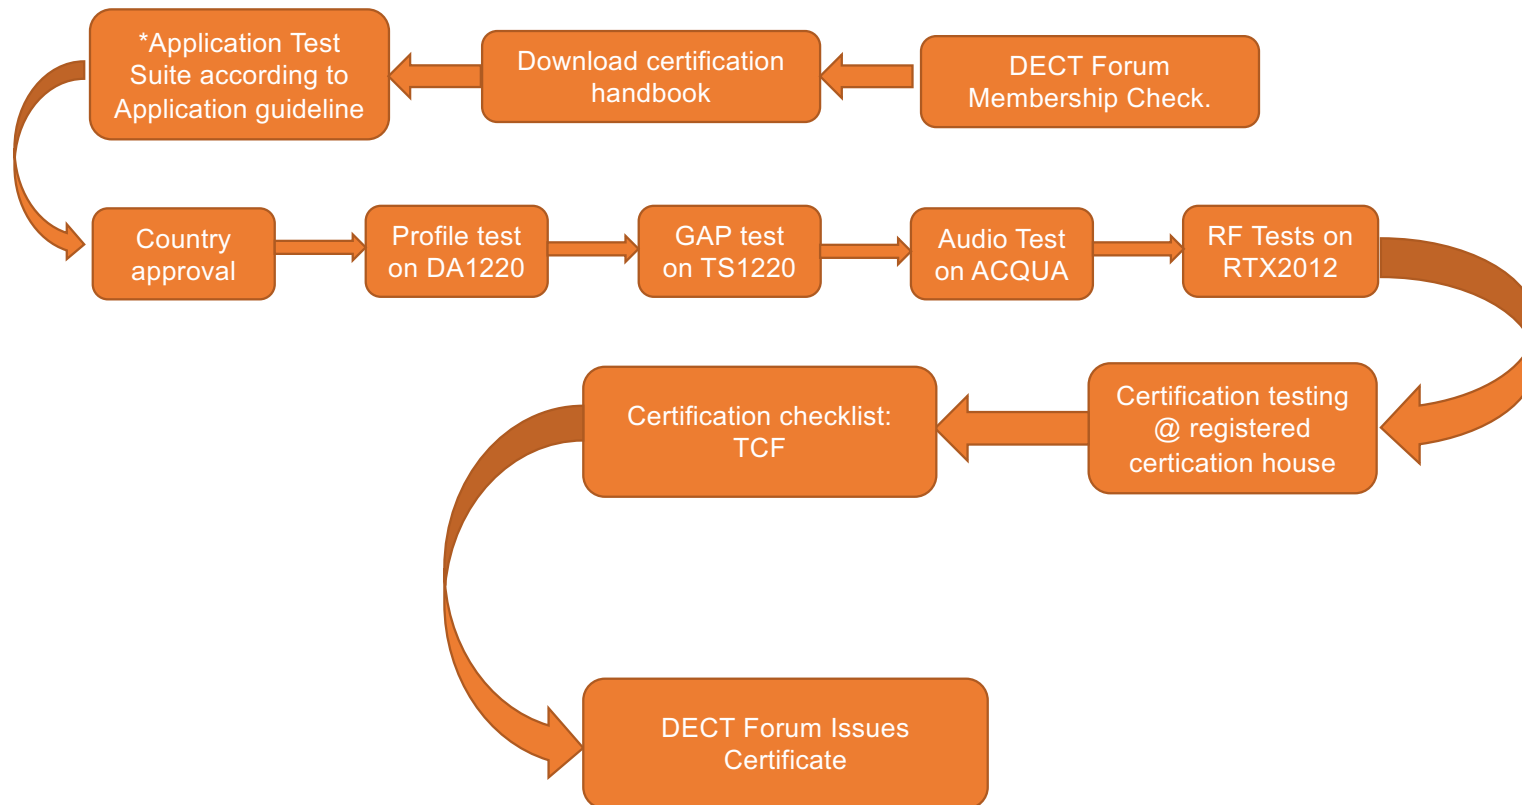 *Application Test
Suite according to
Application guideline
Download certification
handbook
DECT Forum
Membership Check.
Country
approval
Profile test
on DA1220
GAP test
on TS1220
Audio Test
on ACQUA
RF Tests on
RTX2012
Certification testing
@ registered
certication house
Certification checklist:
TCF
DECT Forum Issues
Certificate